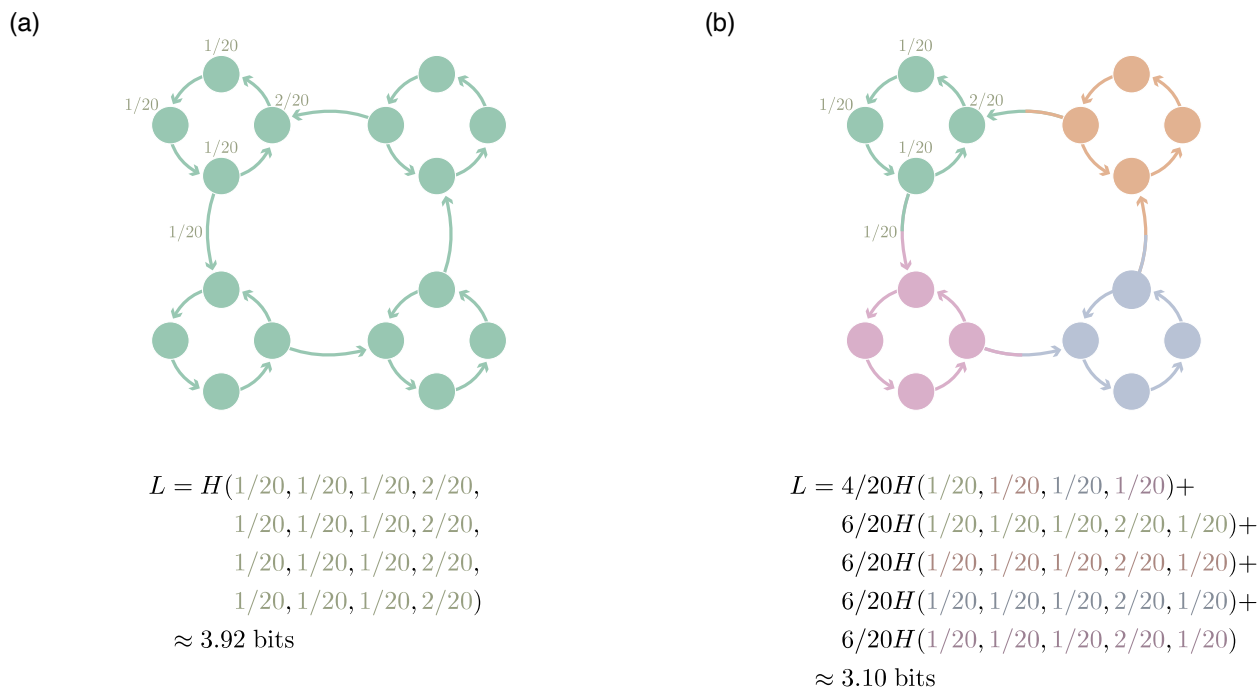 (a)
(b)
1/20
1/20
2/20
1/20
1/20
1/20
1/20
2/20
1/20
1/20
L = H(1/20, 1/20, 1/20, 2/20,
1/20, 1/20, 1/20, 2/20,
1/20, 1/20, 1/20, 2/20,
1/20, 1/20, 1/20, 2/20)
≈ 3.92 bits
L = 4/20H(1/20, 1/20, 1/20, 1/20)+
6/20H(1/20, 1/20, 1/20, 2/20, 1/20)+
6/20H(1/20, 1/20, 1/20, 2/20, 1/20)+
6/20H(1/20, 1/20, 1/20, 2/20, 1/20)+
6/20H(1/20, 1/20, 1/20, 2/20, 1/20)
≈ 3.10 bits